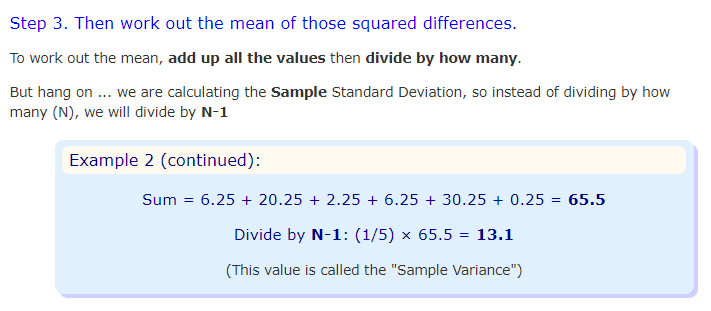 Step 3. Then work out the mean of those squared differences.
To work out the mean, add up all the values then divide by how many.
But hang on ... we are calculating the Sample Standard Deviation, so instead of dividing by how
many (N), we will divide by N-1
Example 2 (continued):
Sum = 6.25 + 20.25 + 2.25 + 6.25 + 30.25 + 0.25 = 65.5
Divide by N-1: (1/5) × 65.5 = 13.1
(This value is called the "Sample Variance")